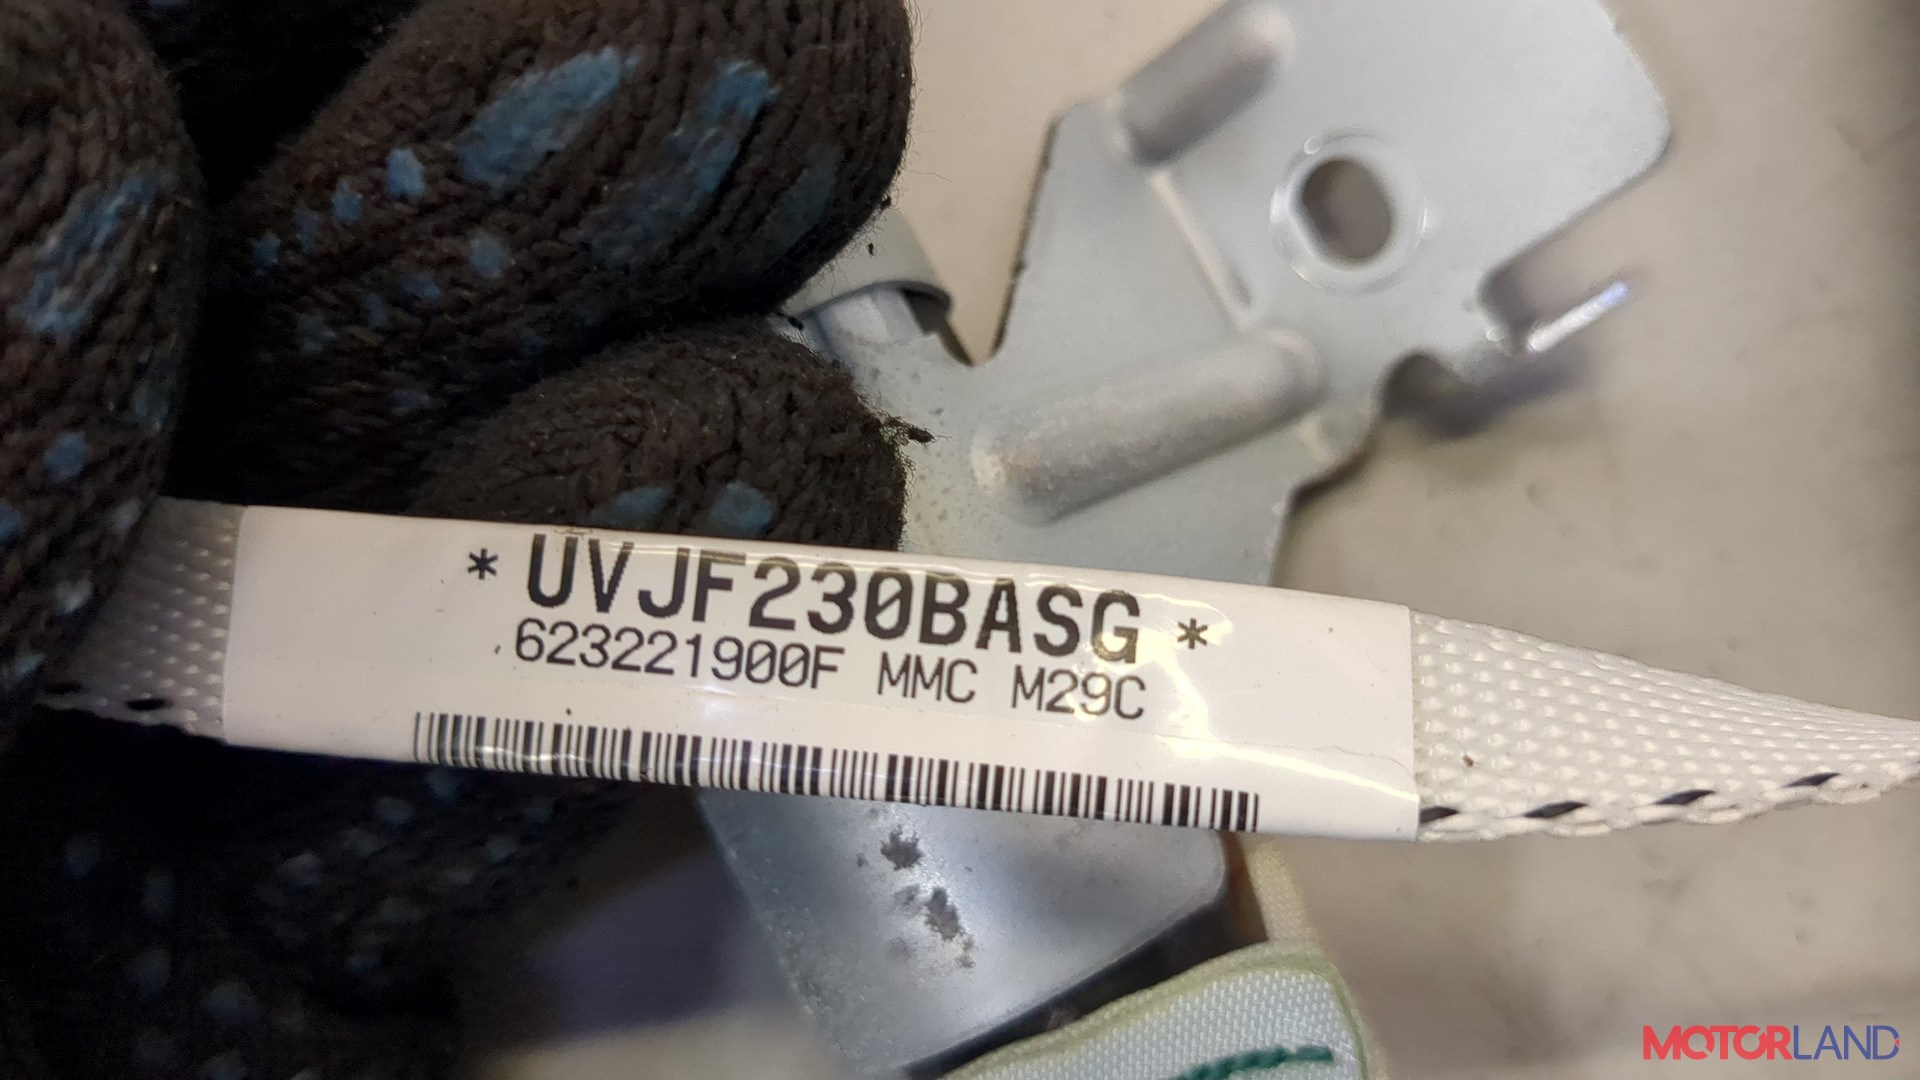 * UVJF230BASG *
623221900F MMC M29C
MOTORLAND